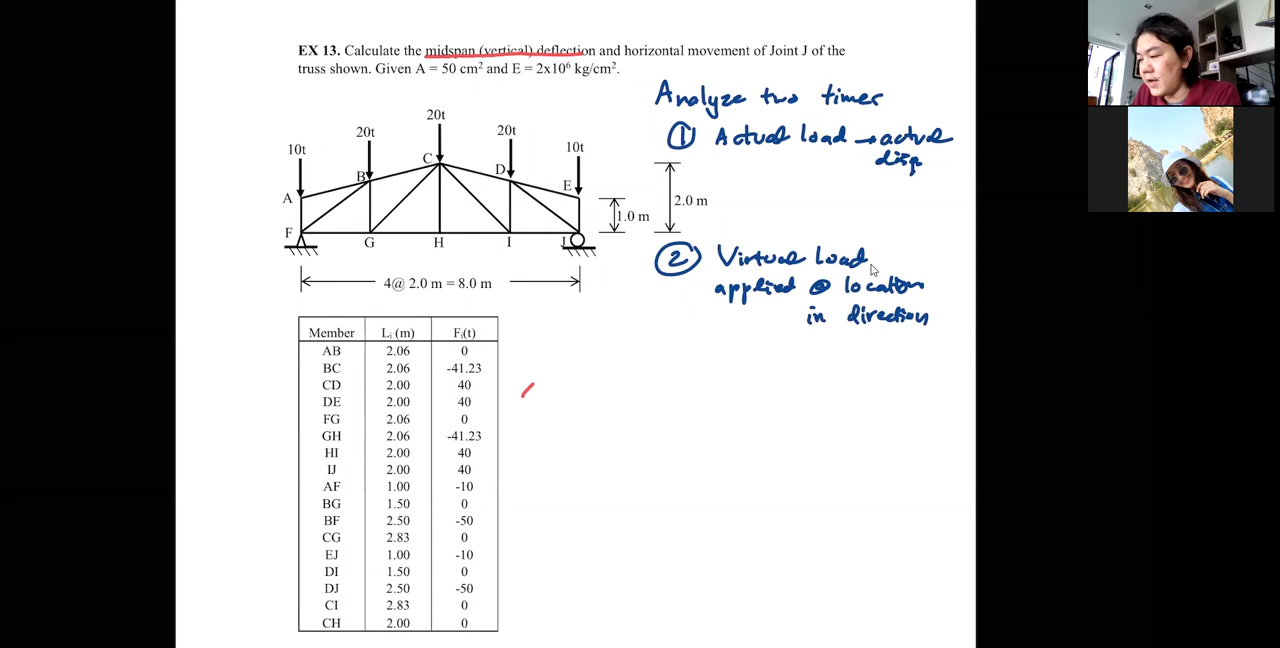 EX 13. Calculate the midspan (vertical) deflection and horizontal movement of Joint J of the
truss shown. Given A = 50 cm² and E = 2x10⁶ kg/cm².
Analyze two times
① Actual load → actual
disp
20t
20t
20t
10t
10t
C
B
D
E
A
2.0 m
1.0 m
F
G
H
I
J
② Virtual Load
applied @ location
in direction
4@ 2.0 m = 8.0 m
Member Lᵢ (m) Fᵢ(t)
AB 2.06 0
BC 2.06 -41.23
CD 2.00 40
DE 2.00 40
FG 2.06 0
GH 2.06 -41.23
HI 2.00 40
IJ 2.00 40
AF 1.00 -10
BG 1.50 0
BF 2.50 -50
CG 2.83 0
EJ 1.00 -10
DI 1.50 0
DJ 2.50 -50
CI 2.83 0
CH 2.00 0